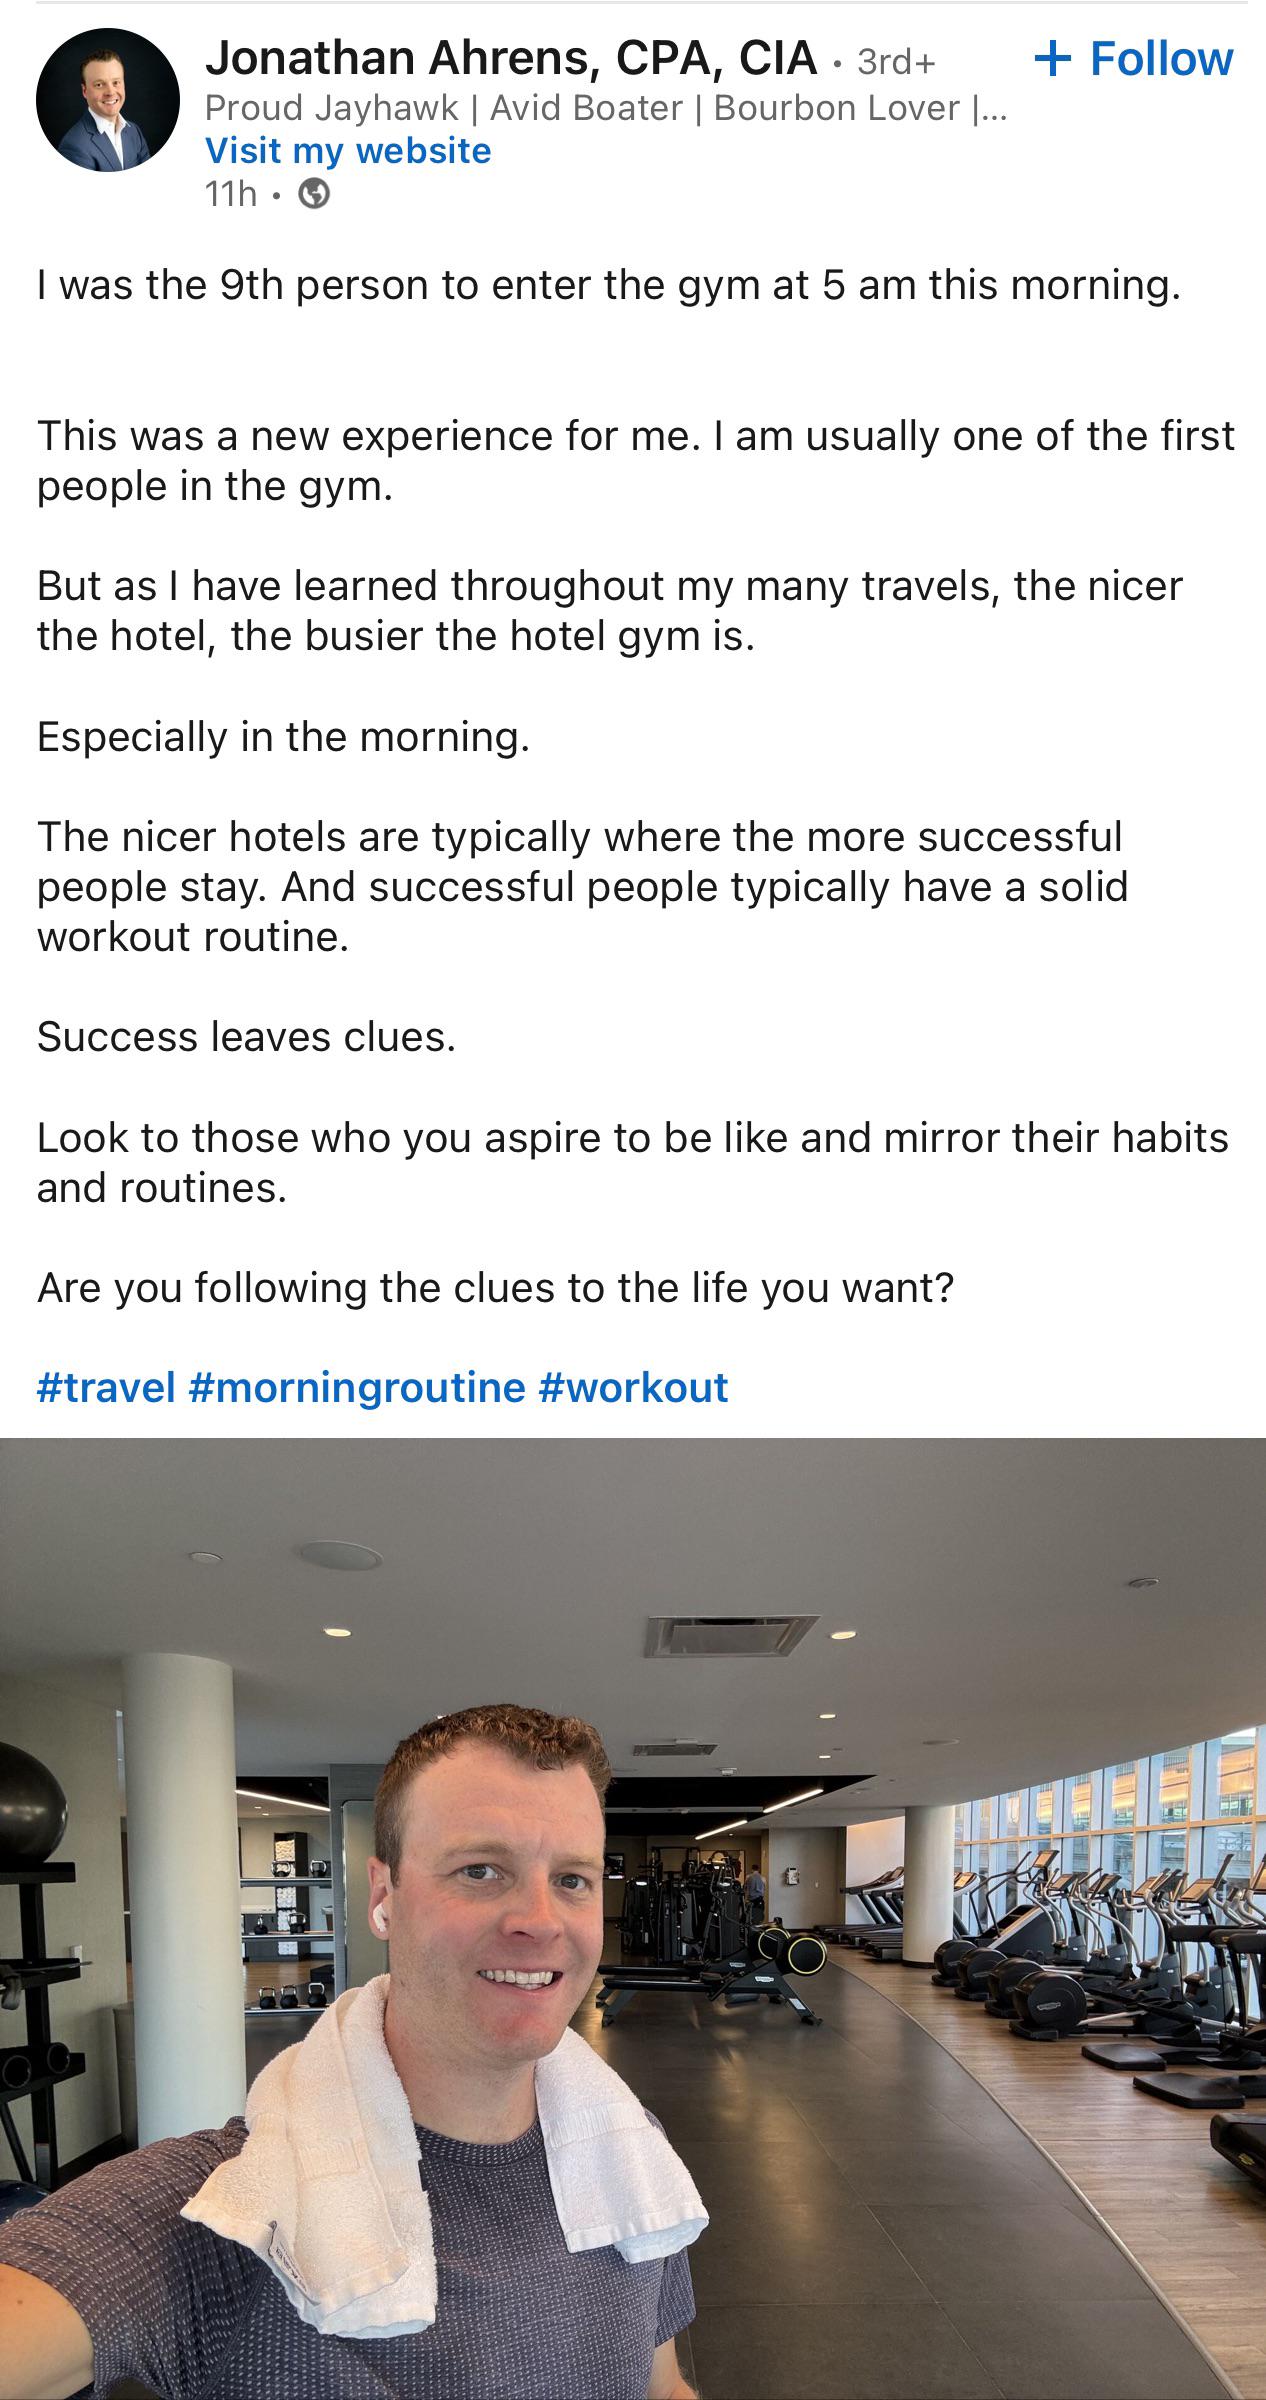 Jonathan Ahrens, CPA, CIA • 3rd+
+ Follow
Proud Jayhawk | Avid Boater | Bourbon Lover |...
Visit my website
11h •
I was the 9th person to enter the gym at 5 am this morning.
This was a new experience for me. I am usually one of the first
people in the gym.
But as I have learned throughout my many travels, the nicer
the hotel, the busier the hotel gym is.
Especially in the morning.
The nicer hotels are typically where the more successful
people stay. And successful people typically have a solid
workout routine.
Success leaves clues.
Look to those who you aspire to be like and mirror their habits
and routines.
Are you following the clues to the life you want?
#travel #morningroutine #workout